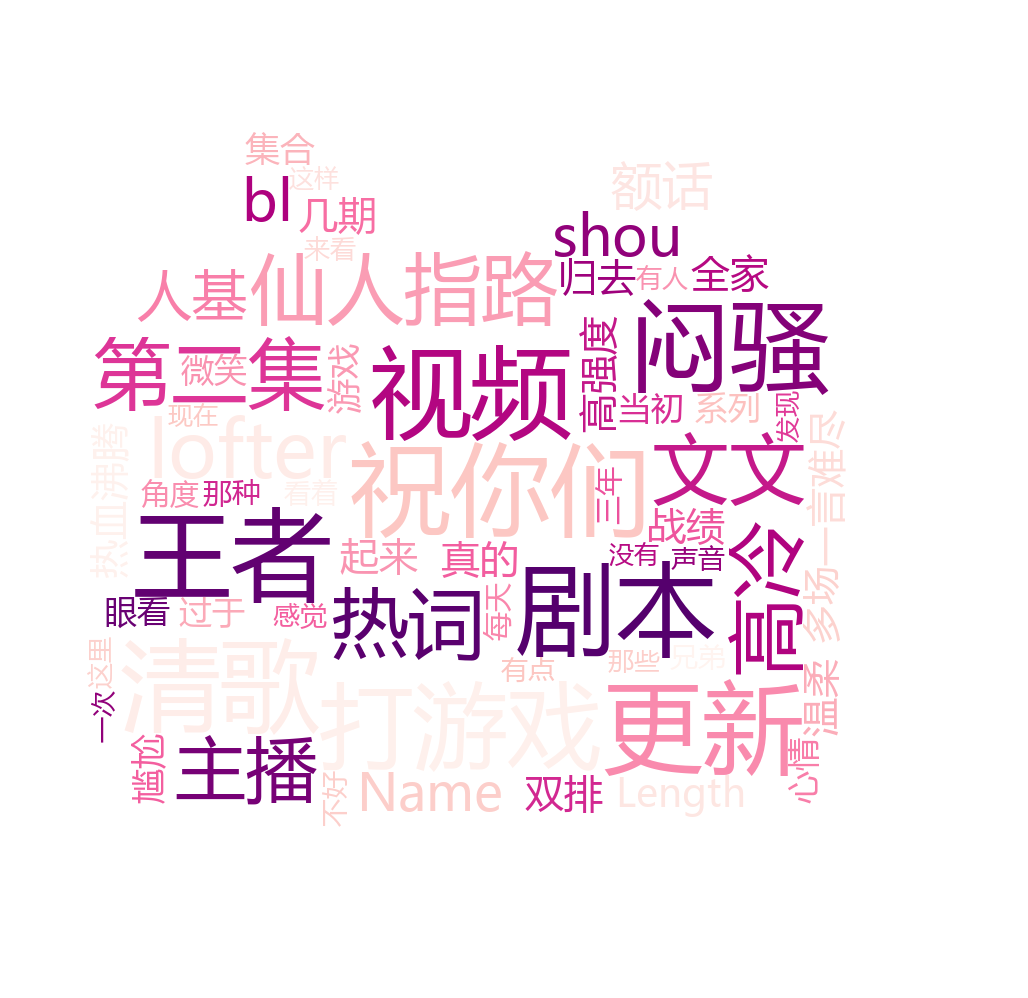 集合
这样
bl
几期
额话
shou
来看
人基
仙人指路
归去
有人
全家
闷骚
第二集
微笑
游戏
视频
高强度
当初
系列
发现
现在
lofter
热血沸腾
祝你们
文文
一言难尽
角度
那种
看着
三年
战绩
高冷
王者
起来
真的
没有
声音
剧本
热词
眼看
过于
感觉
每天
多场
这里
清歌
有点
那些
兄弟
打游戏
更新
温柔
一次
尴尬
主播
不好
Name
双排
Length
心情